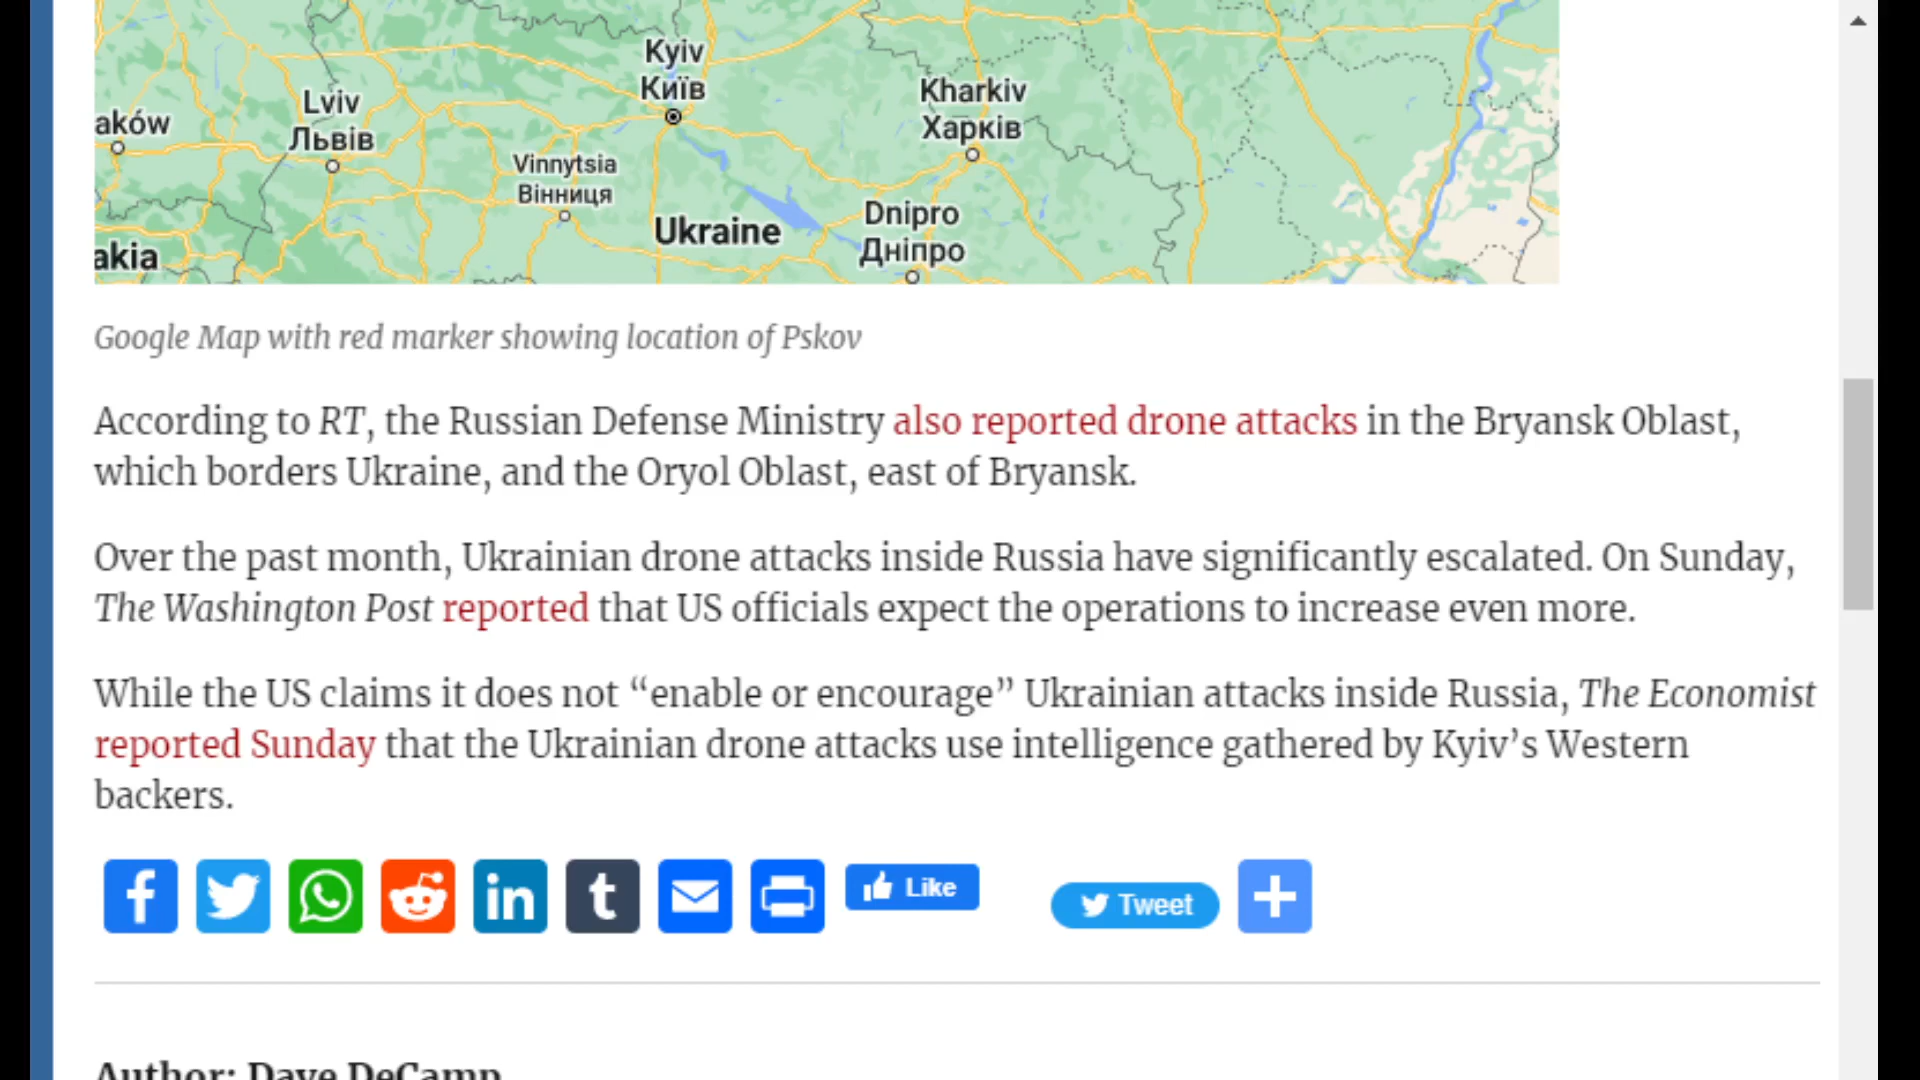 Kyiv
Київ
Kharkiv
Харків
Lviv
Львів
aków
Vinnytsia
Вінниця
Dnipro
Дніпро
Ukraine
akia
Google Map with red marker showing location of Pskov
According to RT, the Russian Defense Ministry also reported drone attacks in the Bryansk Oblast,
which borders Ukraine, and the Oryol Oblast, east of Bryansk.
Over the past month, Ukrainian drone attacks inside Russia have significantly escalated. On Sunday,
The Washington Post reported that US officials expect the operations to increase even more.
While the US claims it does not “enable or encourage” Ukrainian attacks inside Russia, The Economist
reported Sunday that the Ukrainian drone attacks use intelligence gathered by Kyiv’s Western
backers.
f
in
t
Like
Tweet
Author: Dave DeCamp